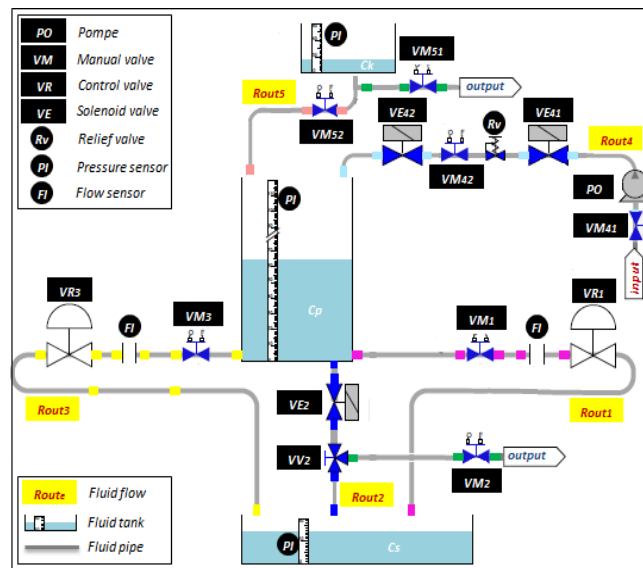 PO Pompe
VM Manual valve
VR Control valve
VE Solenoid valve
Rv Relief valve
PI Pressure sensor
FI Flow sensor
PI
Ck
VM51
output
Rout5
VM52
VE42
Rv
VE41
VM42
Rout4
PO
VM41
input
PI
Cp
VR3
FI
VM3
Rout3
VM1
FI
VR1
Rout1
VE2
VV2
VM2
output
Rout2
Route Fluid flow
Fluid tank
Fluid pipe
PI
Cs